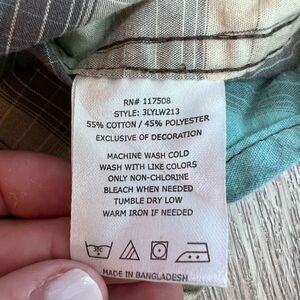 RN# 117508
STYLE: 3LYLW213
55% COTTON / 45% POLYESTER
EXCLUSIVE OF DECORATION
MACHINE WASH COLD
WASH WITH LIKE COLORS
ONLY NON-CHLORINE
BLEACH WHEN NEEDED
TUMBLE DRY LOW
WARM IRON IF NEEDED
MADE IN BANGLADESH